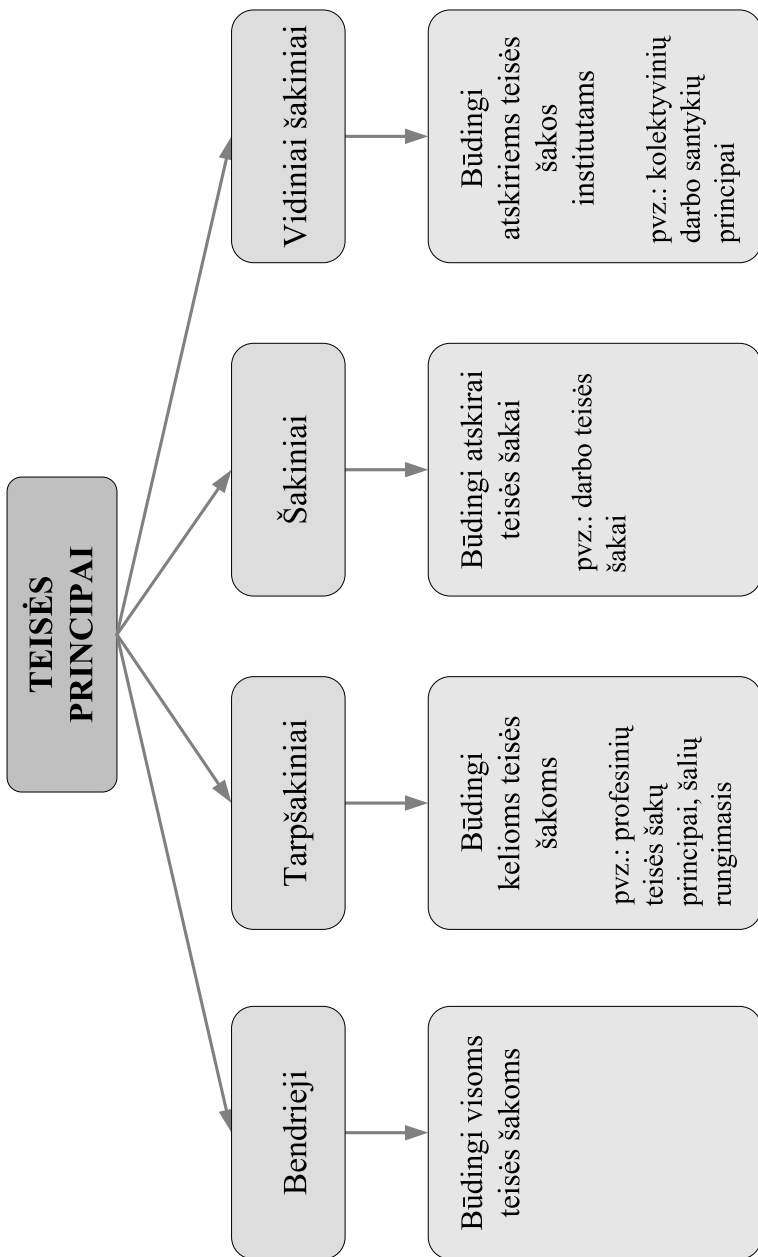 TEISĖS
PRINCIPAI
Bendrieji
Tarpšakiniai
Šakiniai
Vidiniai šakiniai
Būdingi visoms
teisės šakoms
Būdingi
kelioms teisės
šakoms
pvz.: profesinių
teisės šakų
principai, šalių
rungimasis
Būdingi atskirai
teisės šakai
pvz.: darbo teisės
šakai
Būdingi
atskiriems teisės
šakos
institutams
pvz.: kolektyvinių
darbo santykių
principai